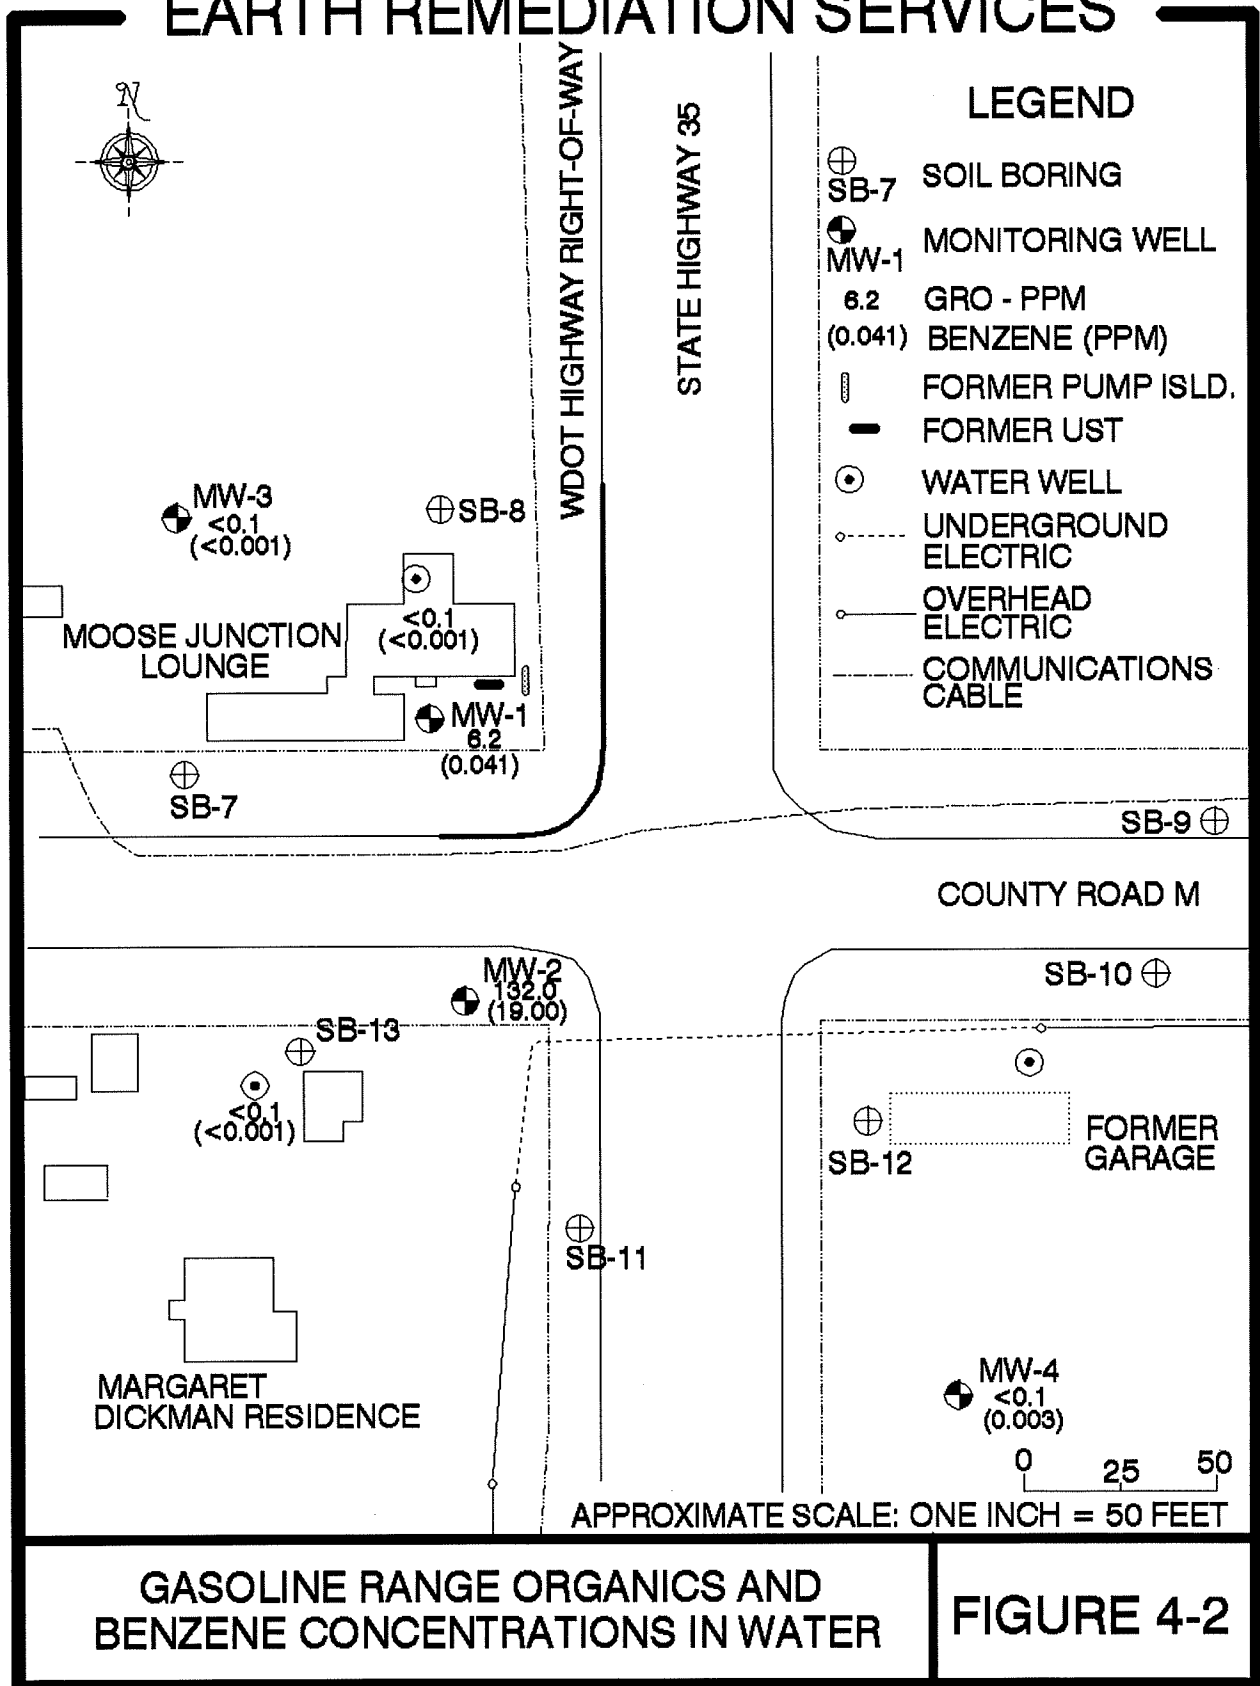 EARTH REMEDIATION SERVICES
N
WDOT HIGHWAY RIGHT-OF-WAY
STATE HIGHWAY 35
LEGEND
SB-7 SOIL BORING
MW-1 MONITORING WELL
6.2 GRO - PPM
(0.041) BENZENE (PPM)
FORMER PUMP ISLD.
FORMER UST
WATER WELL
UNDERGROUND
ELECTRIC
OVERHEAD
ELECTRIC
COMMUNICATIONS
CABLE
MW-3
<0.1
(<0.001)
SB-8
<0.1
(<0.001)
MOOSE JUNCTION
LOUNGE
MW-1
6.2
(0.041)
SB-7
SB-9
COUNTY ROAD M
MW-2
132.0
(19.00)
SB-10
SB-13
<0.1
(<0.001)
SB-12
FORMER
GARAGE
SB-11
MARGARET
DICKMAN RESIDENCE
MW-4
<0.1
(0.003)
0 25 50
APPROXIMATE SCALE: ONE INCH = 50 FEET
GASOLINE RANGE ORGANICS AND
BENZENE CONCENTRATIONS IN WATER
FIGURE 4-2